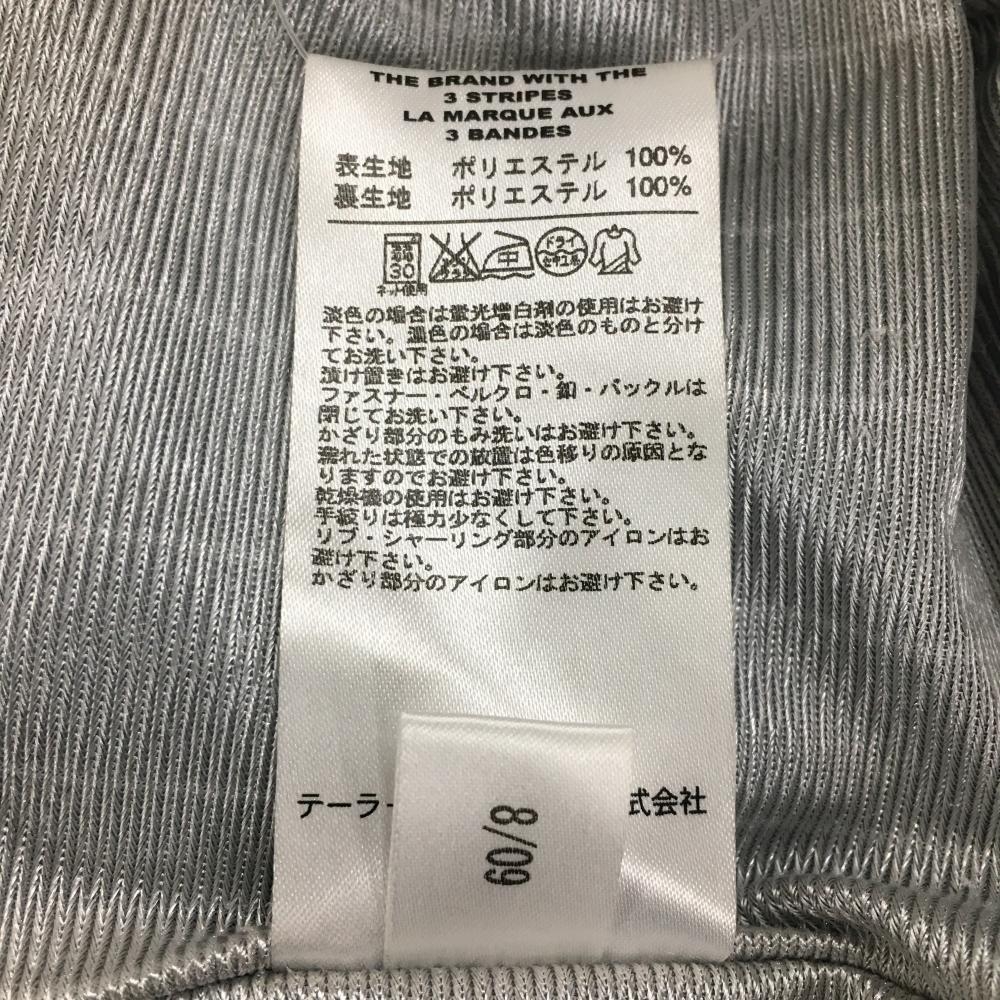 THE BRAND WITH THE
3 STRIPES
LA MARQUE AUX
3 BANDES
表生地 ポリエステル 100%
裏生地 ポリエステル 100%
30 中 ドライ
ネット使用
淡色の場合は蛍光増白剤の使用はお避け
下さい。濃色の場合は淡色のものと分け
てお洗い下さい。
漬け置きはお避け下さい。
ファスナー・ベルクロ・釦・バックルは
閉じてお洗い下さい。
かざり部分のもみ洗いはお避け下さい。
濡れた状態での放置は色移りの原因とな
りますのでお避け下さい。
乾燥機の使用はお避け下さい。
手絞りは極力少なくして下さい。
リブ・シャーリング部分のアイロンはお
避け下さい。
かざり部分のアイロンはお避け下さい。
テーラー 式会社
8/09